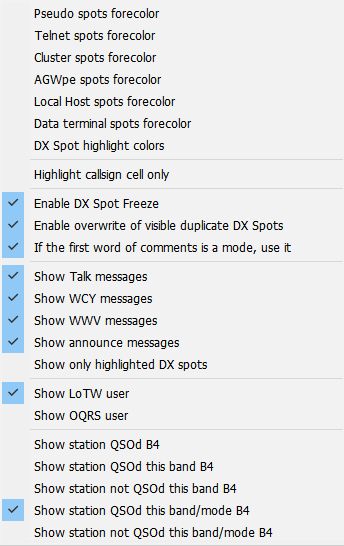 Pseudo spots forecolor
Telnet spots forecolor
Cluster spots forecolor
AGWpe spots forecolor
Local Host spots forecolor
Data terminal spots forecolor
DX Spot highlight colors
Highlight callsign cell only
Enable DX Spot Freeze
Enable overwrite of visible duplicate DX Spots
If the first word of comments is a mode, use it
Show Talk messages
Show WCY messages
Show WWV messages
Show announce messages
Show only highlighted DX spots
Show LoTW user
Show OQRS user
Show station QSOd B4
Show station QSOd this band B4
Show station not QSOd this band B4
Show station QSOd this band/mode B4
Show station not QSOd this band/mode B4